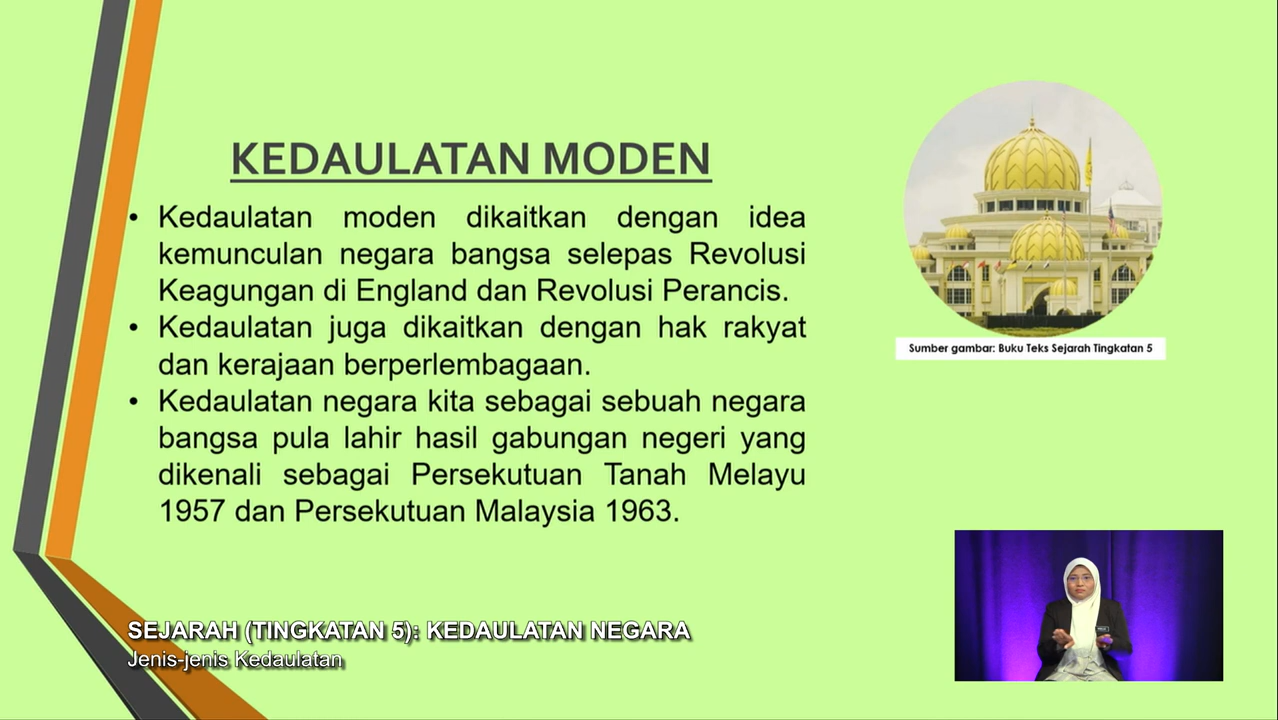 KEDAULATAN MODEN
• Kedaulatan moden dikaitkan dengan idea
kemunculan negara bangsa selepas Revolusi
Keagungan di England dan Revolusi Perancis.
• Kedaulatan juga dikaitkan dengan hak rakyat
dan kerajaan berperlembagaan.
• Kedaulatan negara kita sebagai sebuah negara
bangsa pula lahir hasil gabungan negeri yang
dikenali sebagai Persekutuan Tanah Melayu
1957 dan Persekutuan Malaysia 1963.
Sumber gambar: Buku Teks Sejarah Tingkatan 5
SEJARAH (TINGKATAN 5): KEDAULATAN NEGARA
Jenis-jenis Kedaulatan